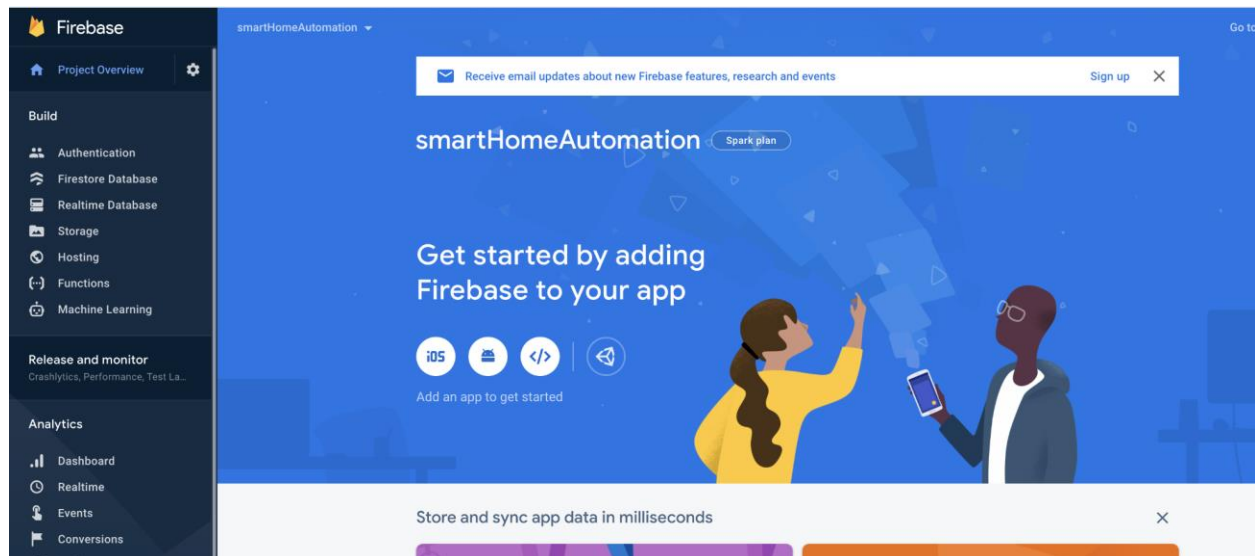 Firebase
Project Overview
Build
Authentication
Firestore Database
Realtime Database
Storage
Hosting
Functions
Machine Learning
Release and monitor
Crashlytics, Performance, Test La...
Analytics
Dashboard
Realtime
Events
Conversions
smartHomeAutomation
Go to
Receive email updates about new Firebase features, research and events
Sign up
smartHomeAutomation
Spark plan
Get started by adding
Firebase to your app
iOS
</>
Add an app to get started
Store and sync app data in milliseconds